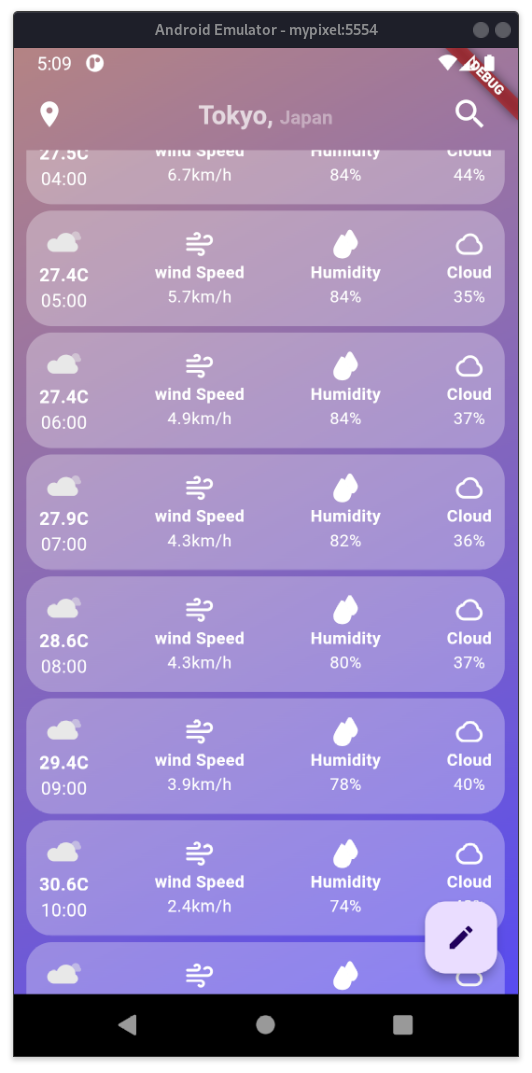 Android Emulator - mypixel:5554
5:09
DEBUG
Tokyo, Japan
27.5C wind Speed Humidity Cloud
04:00 6.7km/h 84% 44%
wind Speed Humidity Cloud
27.4C 5.7km/h 84% 35%
05:00
wind Speed Humidity Cloud
27.4C 4.9km/h 84% 37%
06:00
wind Speed Humidity Cloud
27.9C 4.3km/h 82% 36%
07:00
wind Speed Humidity Cloud
28.6C 4.3km/h 80% 37%
08:00
wind Speed Humidity Cloud
29.4C 3.9km/h 78% 40%
09:00
wind Speed Humidity Cloud
30.6C 2.4km/h 74%
10:00